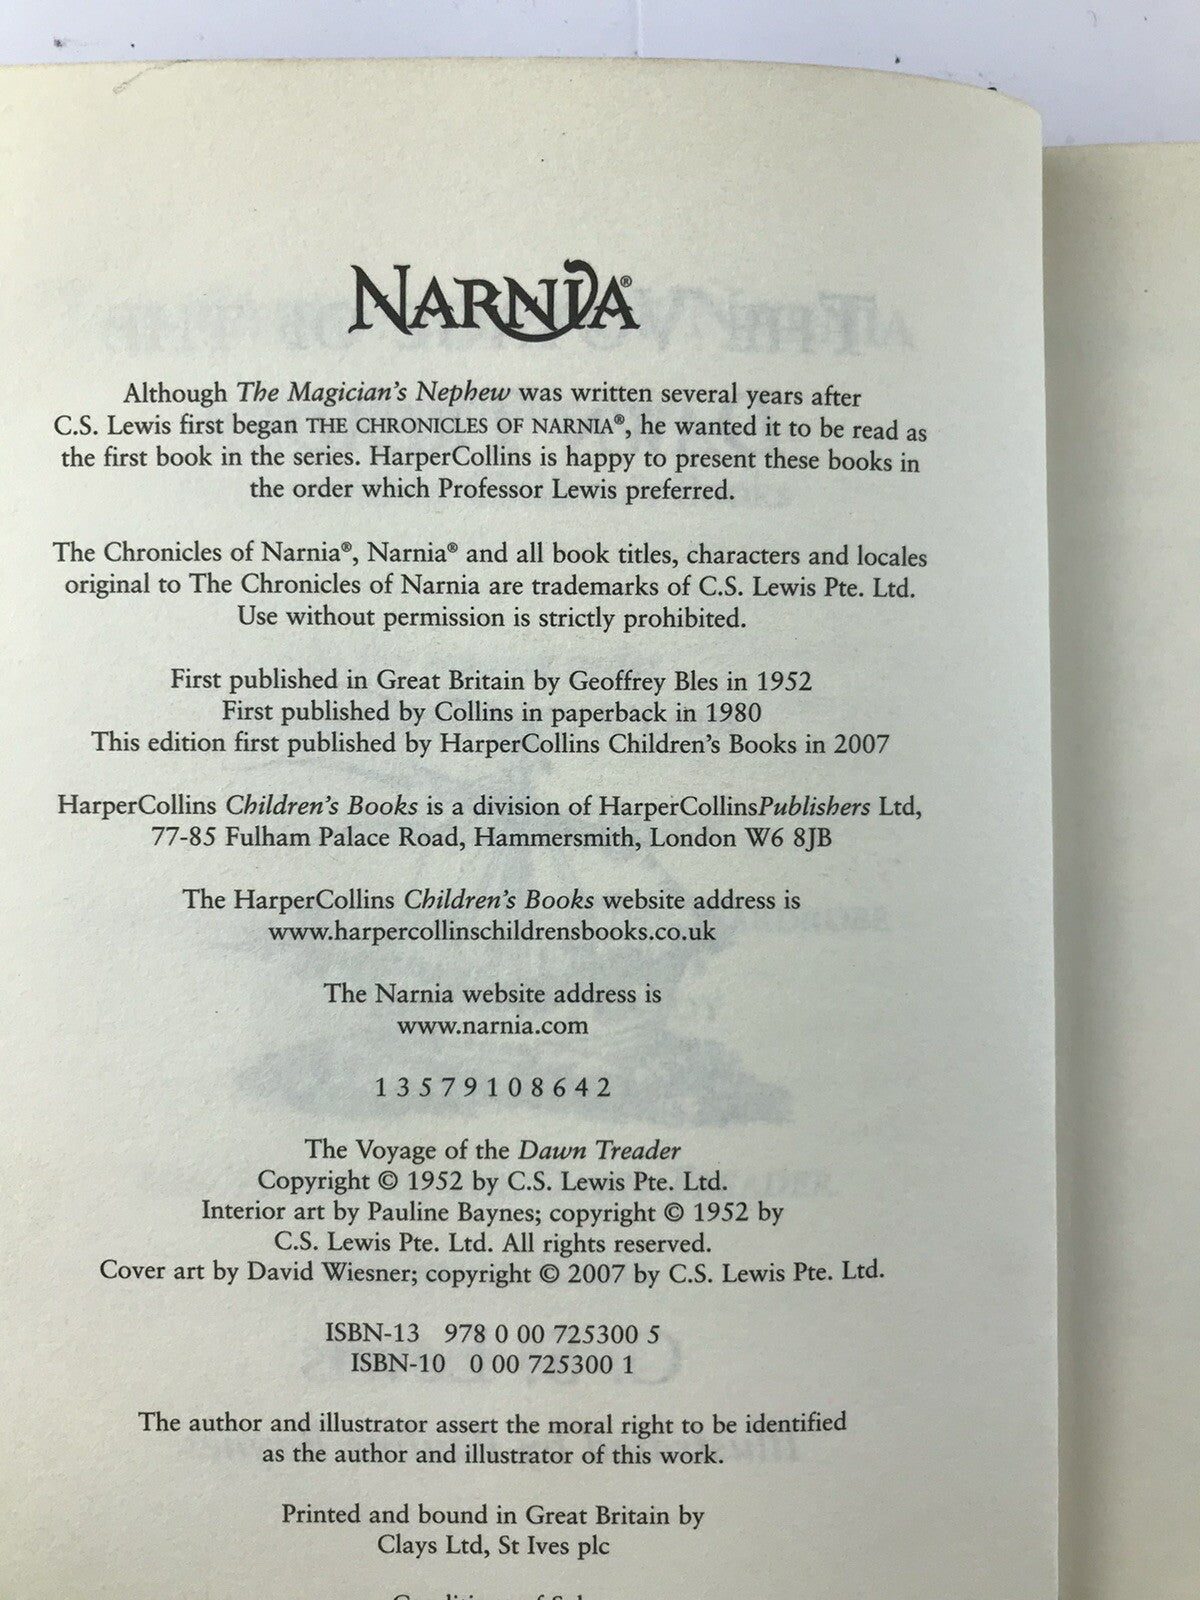 NARNIA®
Although The Magician's Nephew was written several years after
C.S. Lewis first began THE CHRONICLES OF NARNIA®, he wanted it to be read as
the first book in the series. HarperCollins is happy to present these books in
the order which Professor Lewis preferred.
The Chronicles of Narnia®, Narnia® and all book titles, characters and locales
original to The Chronicles of Narnia are trademarks of C.S. Lewis Pte. Ltd.
Use without permission is strictly prohibited.
First published in Great Britain by Geoffrey Bles in 1952
First published by Collins in paperback in 1980
This edition first published by HarperCollins Children's Books in 2007
HarperCollins Children's Books is a division of HarperCollinsPublishers Ltd,
77-85 Fulham Palace Road, Hammersmith, London W6 8JB
The HarperCollins Children's Books website address is
www.harpercollinschildrensbooks.co.uk
The Narnia website address is
www.narnia.com
1 3 5 7 9 10 8 6 4 2
The Voyage of the Dawn Treader
Copyright © 1952 by C.S. Lewis Pte. Ltd.
Interior art by Pauline Baynes; copyright © 1952 by
C.S. Lewis Pte. Ltd. All rights reserved.
Cover art by David Wiesner; copyright © 2007 by C.S. Lewis Pte. Ltd.
ISBN-13 978 0 00 725300 5
ISBN-10 0 00 725300 1
The author and illustrator assert the moral right to be identified
as the author and illustrator of this work.
Printed and bound in Great Britain by
Clays Ltd, St Ives plc